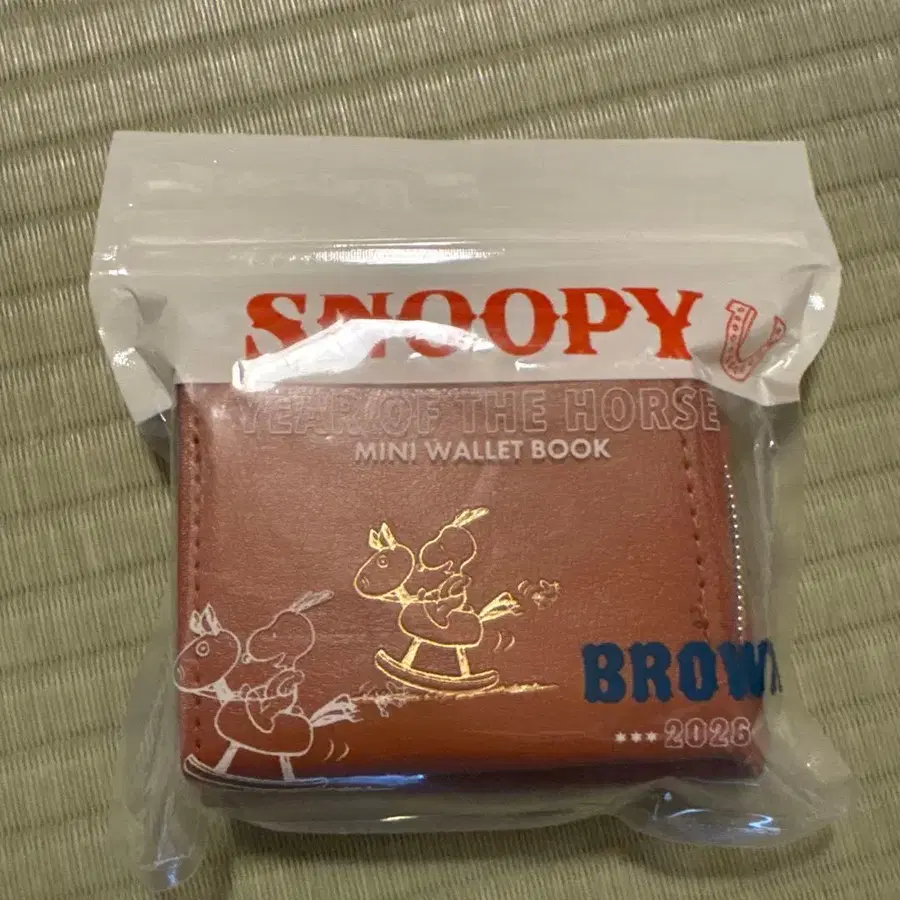 SNOOPY
YEAR OF THE HORSE
MINI WALLET BOOK
BROWN
2026